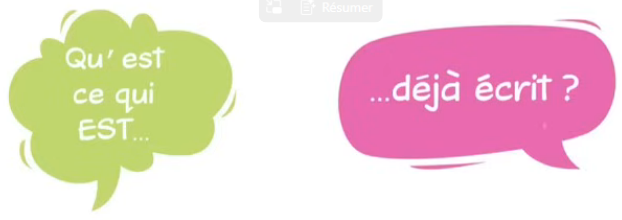 Résumer
Qu'est
ce qui
EST...
...déjà écrit ?